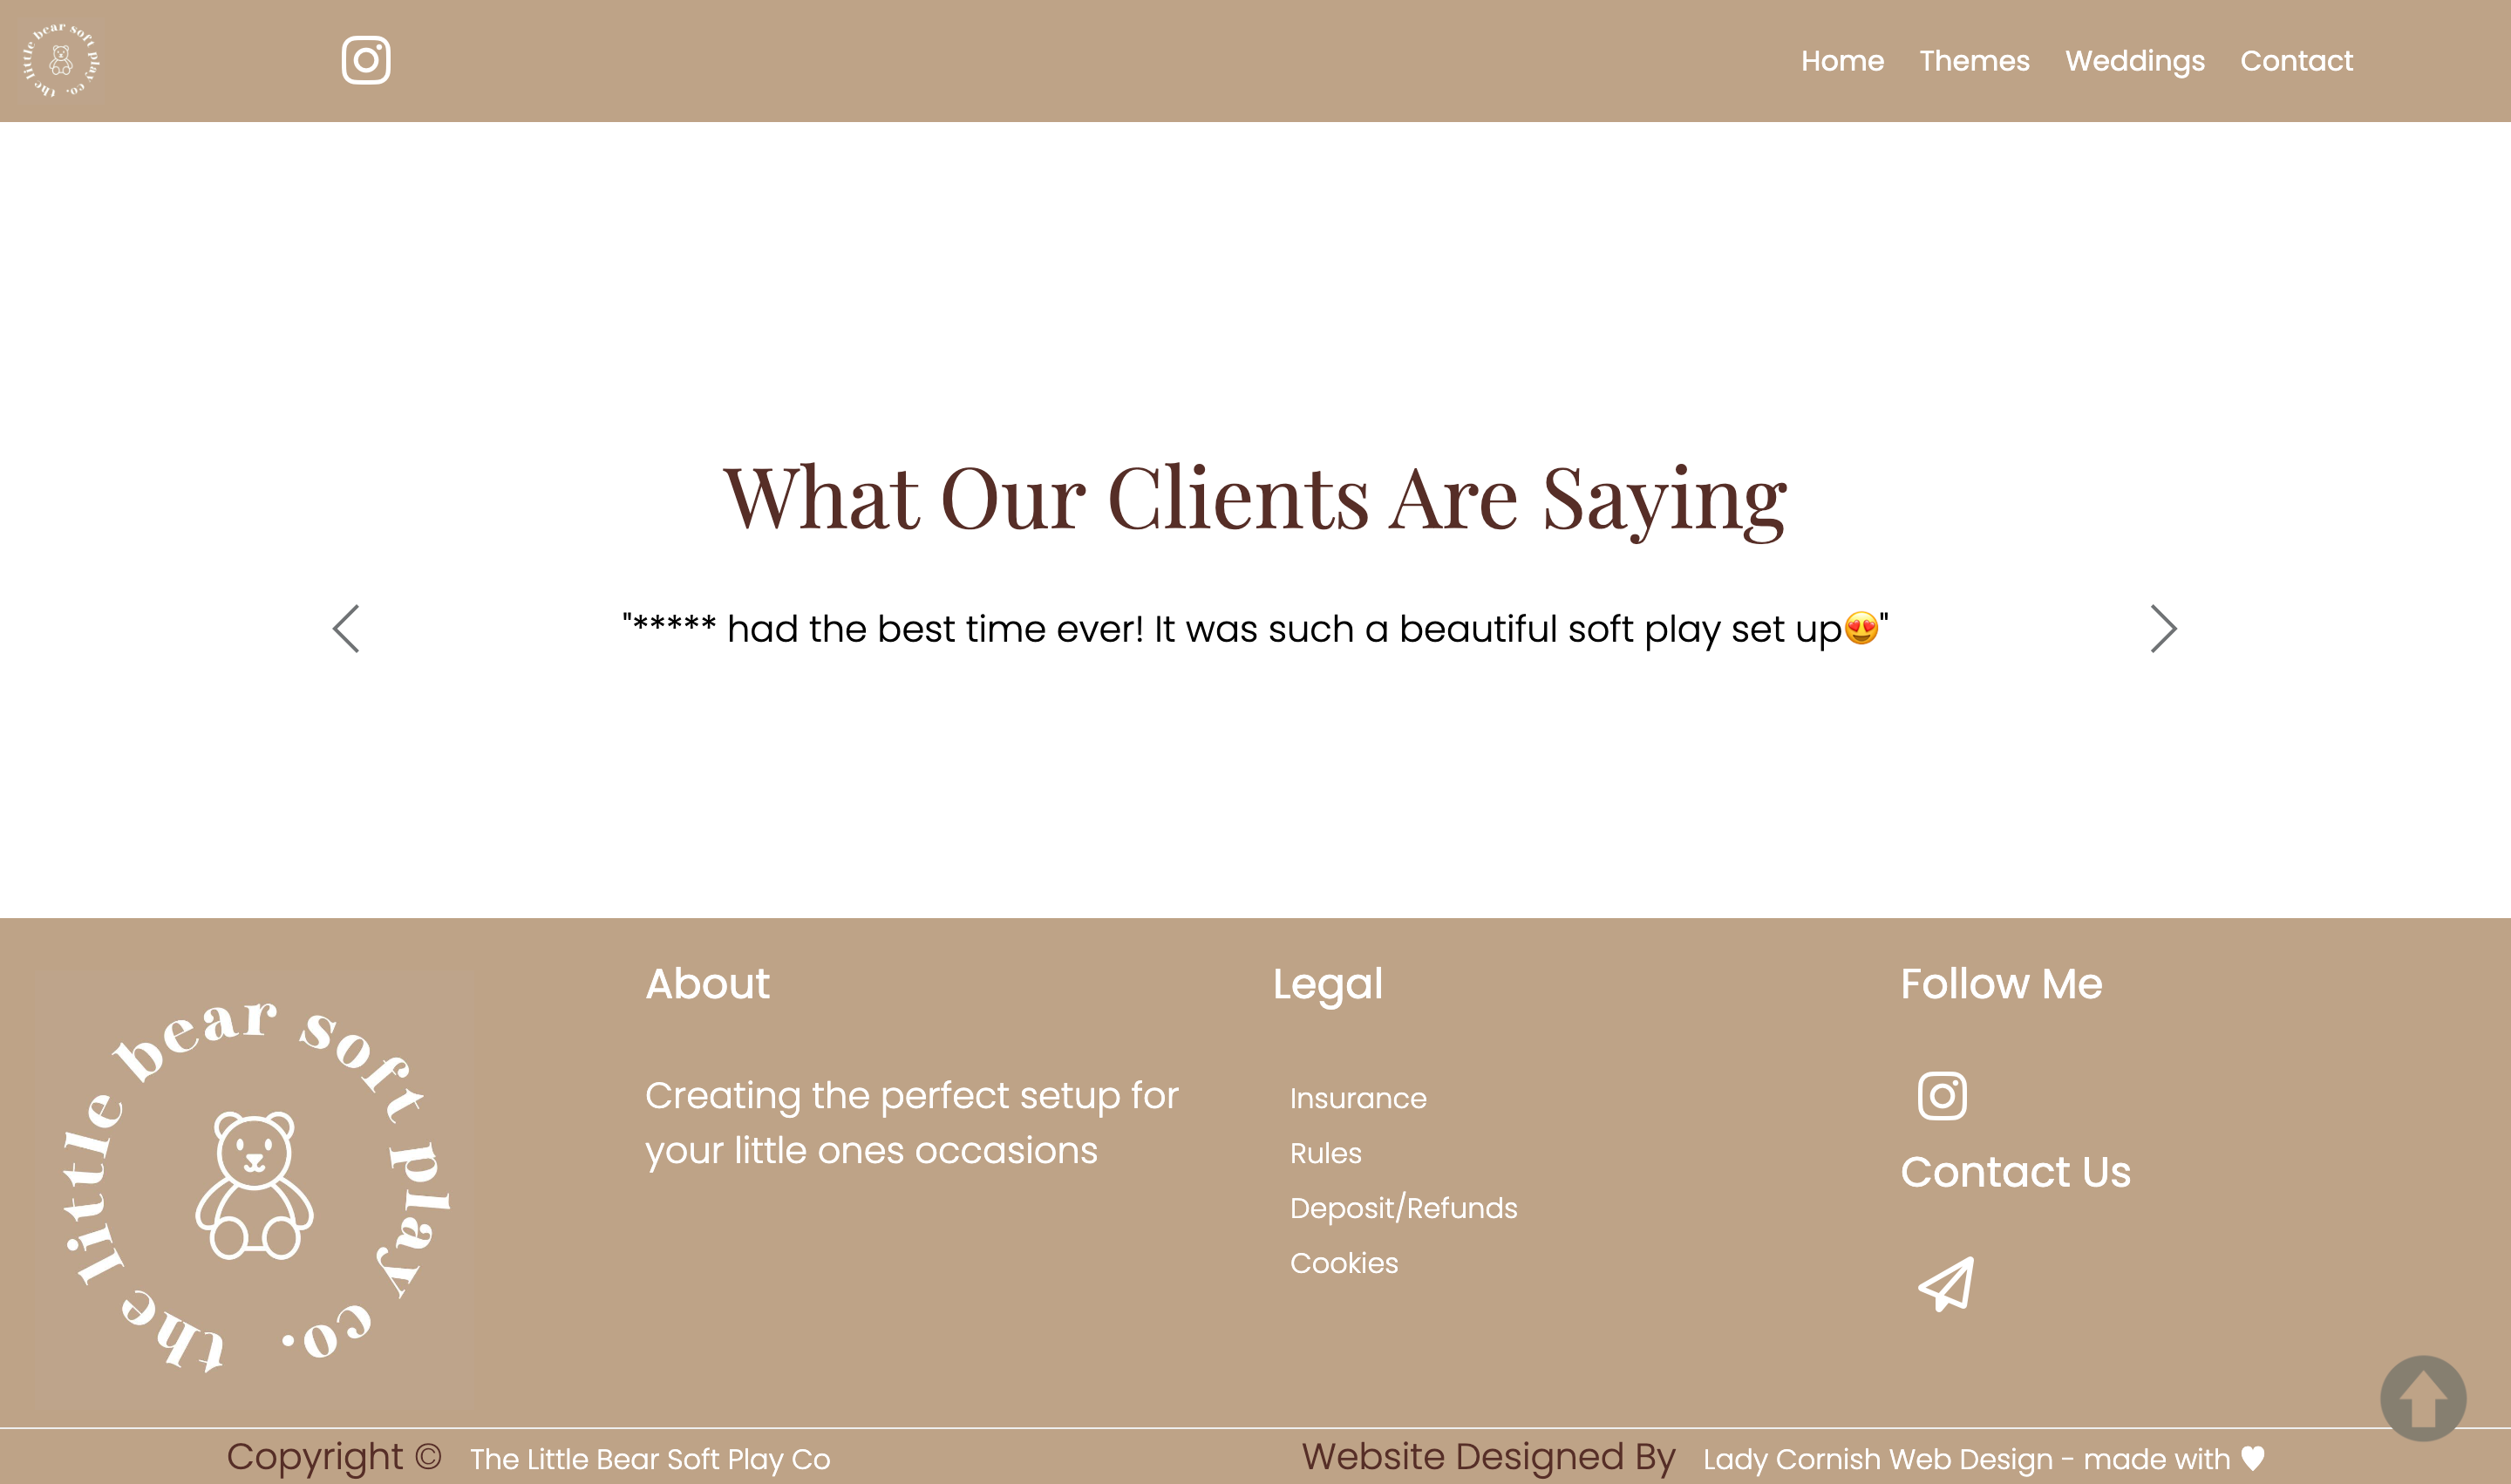 the little bear soft play co.
Home Themes Weddings Contact
What Our Clients Are Saying
"***** had the best time ever! It was such a beautiful soft play set up😍"
the little bear soft play co.
About
Creating the perfect setup for
your little ones occasions
Legal
Insurance
Rules
Deposit/Refunds
Cookies
Follow Me
Contact Us
Copyright © The Little Bear Soft Play Co
Website Designed By Lady Cornish Web Design - made with ♥